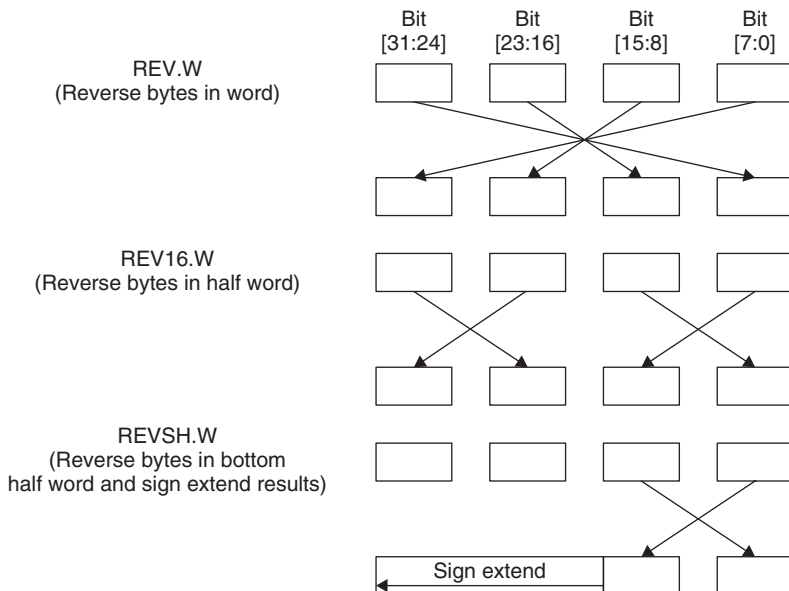 Bit Bit Bit Bit
[31:24] [23:16] [15:8] [7:0]
REV.W
(Reverse bytes in word)
REV16.W
(Reverse bytes in half word)
REVSH.W
(Reverse bytes in bottom
half word and sign extend results)
Sign extend